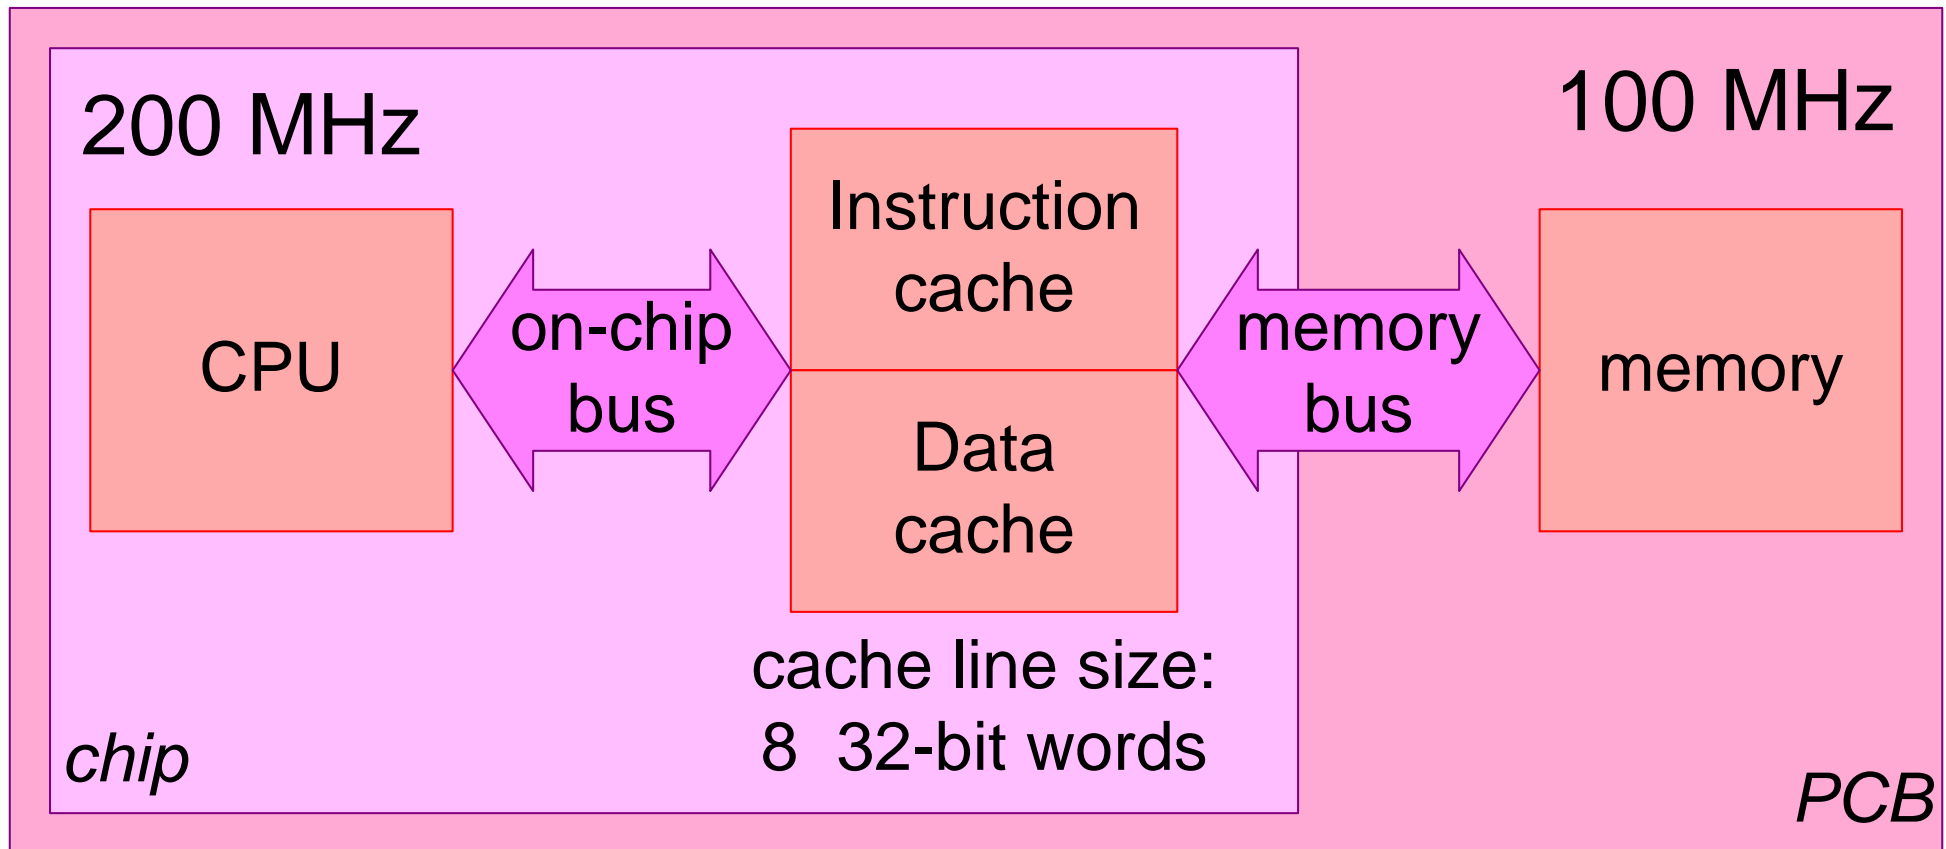 200 MHz
100 MHz
CPU
on-chip
bus
Instruction
cache
Data
cache
memory
bus
memory
cache line size:
8  32-bit words
chip
PCB